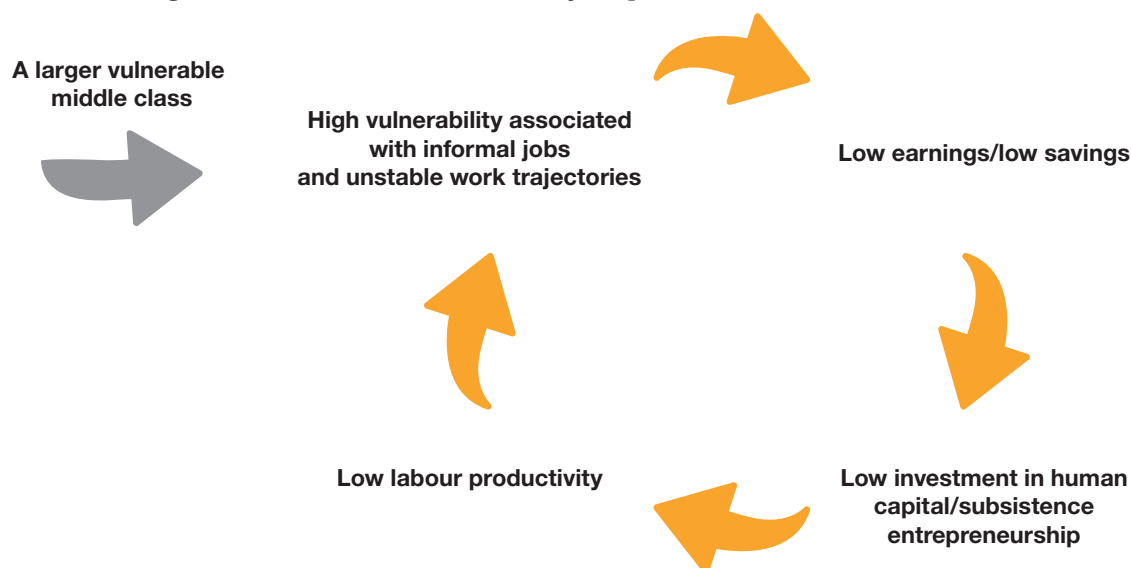 A larger vulnerable
middle class
High vulnerability associated
with informal jobs
and unstable work trajectories
Low earnings/low savings
Low labour productivity
Low investment in human
capital/subsistence
entrepreneurship